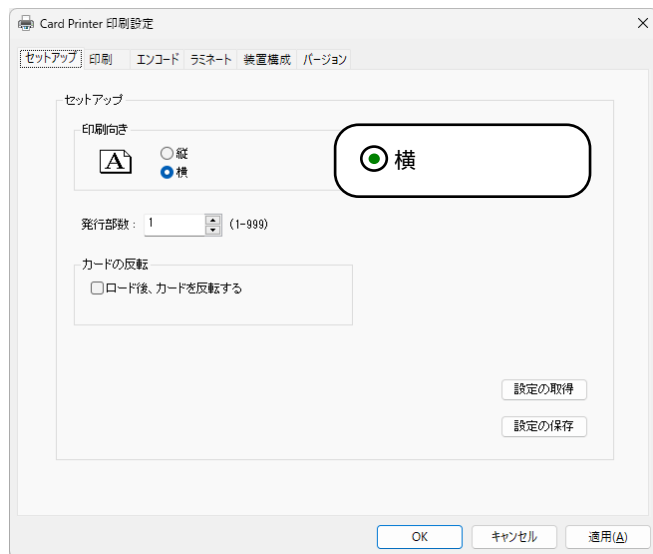 Card Printer 印刷設定
セットアップ 印刷 エンコード ラミネート 装置構成 バージョン
セットアップ
印刷向き
A
縦
横
横
発行部数 : 1 (1-999)
カードの反転
ロード後、カードを反転する
設定の取得
設定の保存
OK キャンセル 適用(A)